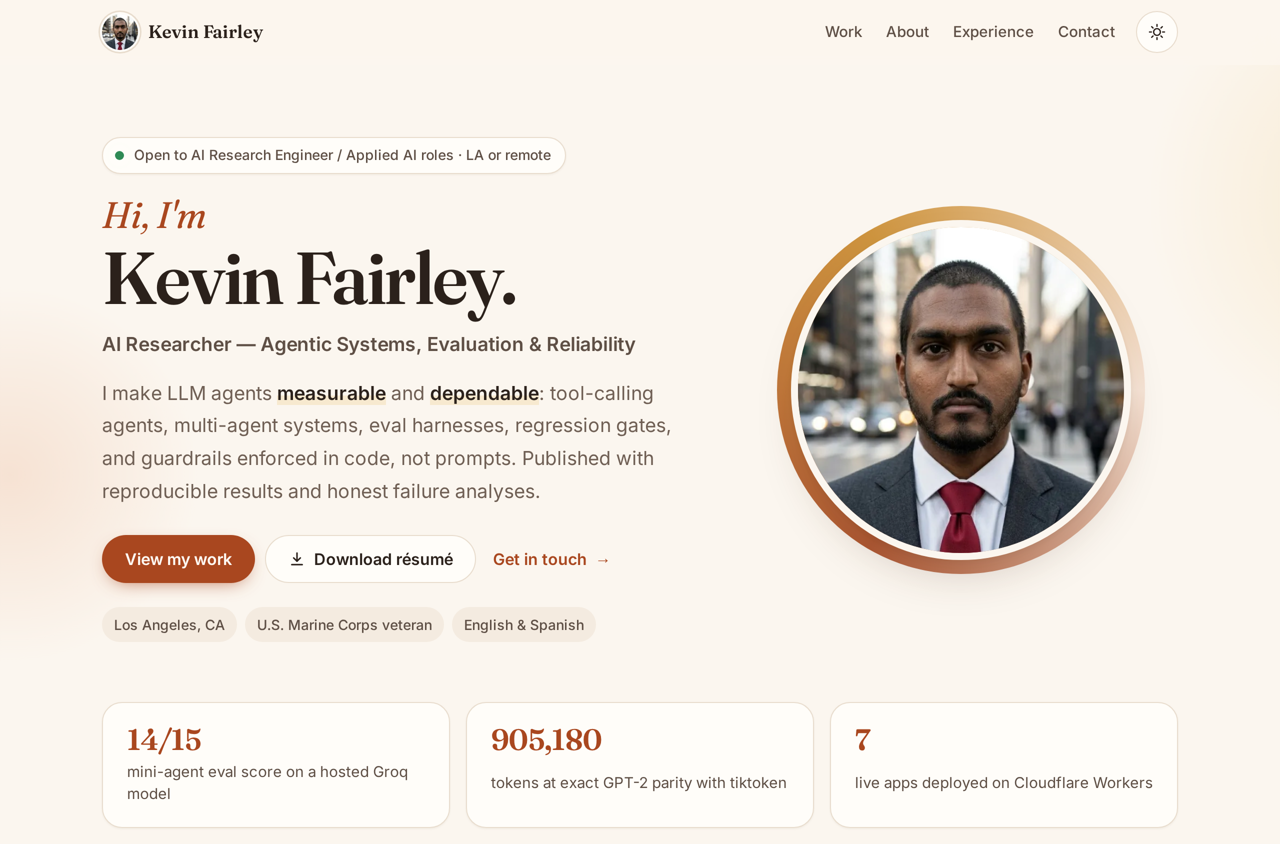 Kevin Fairley
Work
About
Experience
Contact
Open to AI Research Engineer / Applied AI roles · LA or remote
Hi, I'm
Kevin Fairley.
AI Researcher — Agentic Systems, Evaluation & Reliability
I make LLM agents measurable and dependable: tool-calling
agents, multi-agent systems, eval harnesses, regression gates,
and guardrails enforced in code, not prompts. Published with
reproducible results and honest failure analyses.
View my work
Download résumé
Get in touch →
Los Angeles, CA
U.S. Marine Corps veteran
English & Spanish
14/15
mini-agent eval score on a hosted Groq
model
905,180
tokens at exact GPT-2 parity with tiktoken
7
live apps deployed on Cloudflare Workers